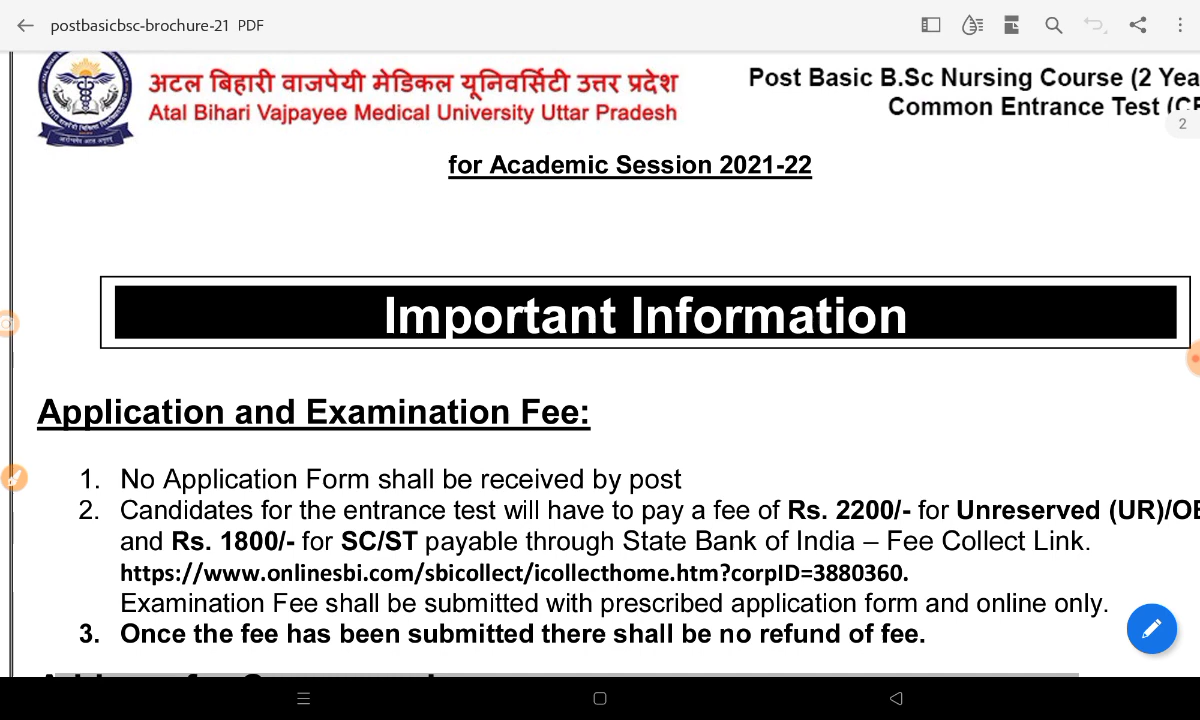 postbasicbsc-brochure-21 PDF
अटल बिहारी वाजपेयी मेडिकल यूनिवर्सिटी उत्तर प्रदेश
Atal Bihari Vajpayee Medical University Uttar Pradesh
Post Basic B.Sc Nursing Course (2 Yea
Common Entrance Test (CE
2
for Academic Session 2021-22
Important Information
Application and Examination Fee:
1. No Application Form shall be received by post
2. Candidates for the entrance test will have to pay a fee of Rs. 2200/- for Unreserved (UR)/OB
and Rs. 1800/- for SC/ST payable through State Bank of India – Fee Collect Link.
https://www.onlinesbi.com/sbicollect/icollecthome.htm?corpID=3880360.
Examination Fee shall be submitted with prescribed application form and online only.
3. Once the fee has been submitted there shall be no refund of fee.